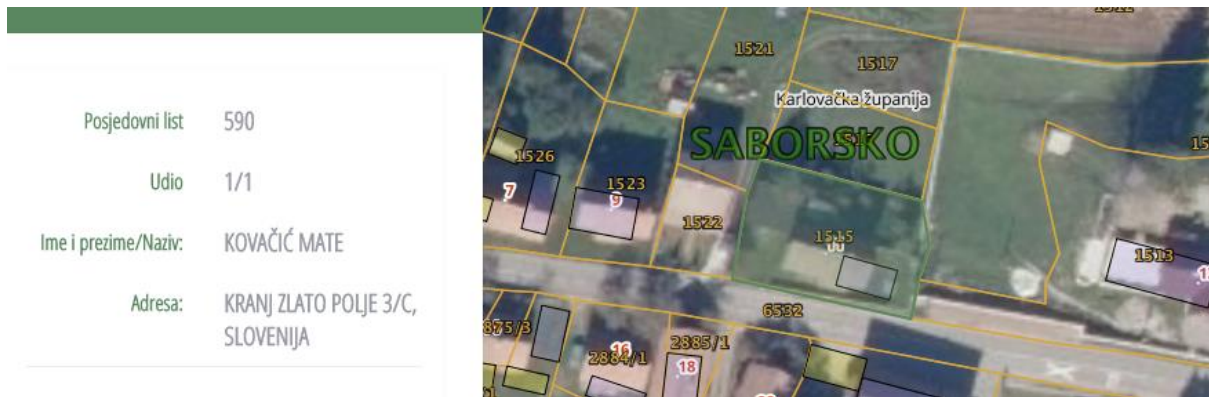 Posjedovni list 590
Udio 1/1
Ime i prezime/Naziv: KOVAČIĆ MATE
Adresa: KRANJ ZLATO POLJE 3/C,
SLOVENIJA
1521
1517
Karlovačka županija
SABORSKO
1526
1523
7
9
1522
1515
1513
6532
2884/1
16
2885/1
18